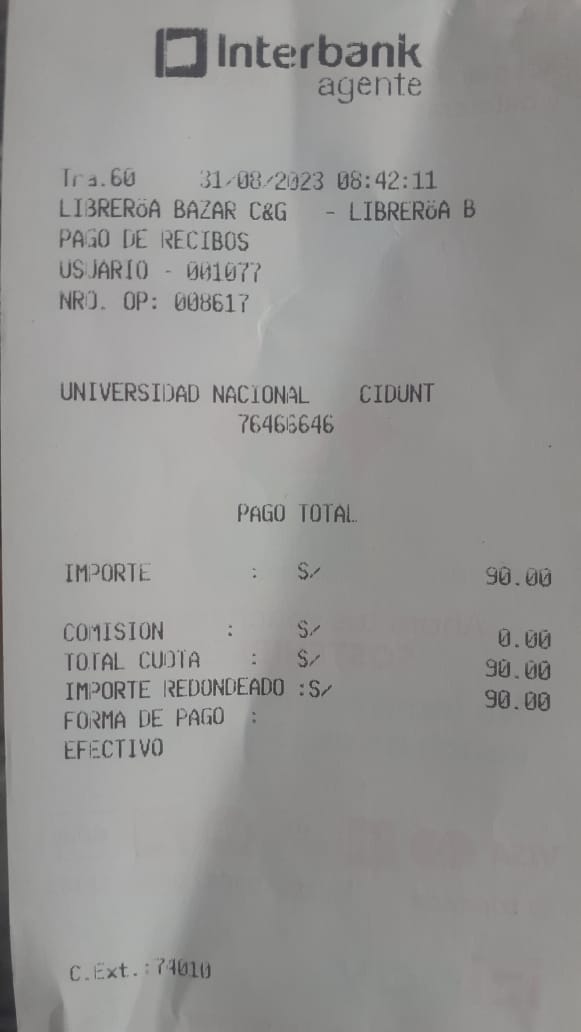 Interbank
agente
Tra.60 31/08/2023 08:42:11
LIBRERöA BAZAR C&G - LIBRERöA B
PAGO DE RECIBOS
USUARIO - 001077
NRO. OP: 008617
UNIVERSIDAD NACIONAL CIDUNT
76466646
PAGO TOTAL
IMPORTE : S/ 90.00
COMISION : S/ 0.00
TOTAL CUOTA : S/ 90.00
IMPORTE REDONDEADO :S/ 90.00
FORMA DE PAGO :
EFECTIVO
C.Ext.:74010